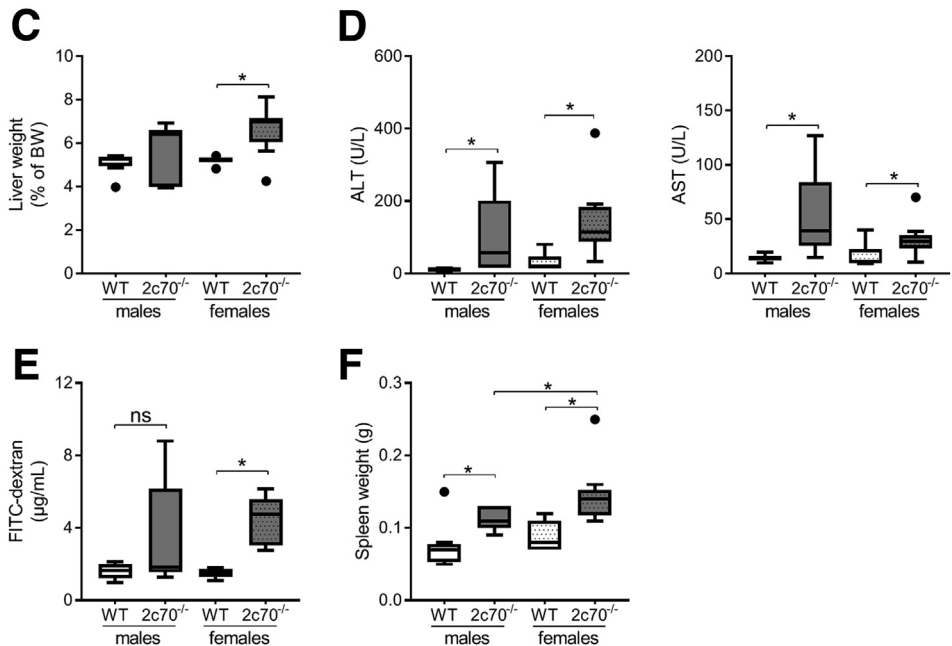 C
Liver weight
(% of BW)
10
8
6
4
2
0
*
WT 2c70-/- WT 2c70-/-
males females
D
ALT (U/L)
600
400
200
0
* *
WT 2c70-/- WT 2c70-/-
males females
AST (U/L)
200
150
100
50
0
* *
WT 2c70-/- WT 2c70-/-
males females
E
FITC-dextran
(µg/mL)
12
8
4
0
ns *
WT 2c70-/- WT 2c70-/-
males females
F
Spleen weight (g)
0.3
0.2
0.1
0.0
*
*
*
WT 2c70-/- WT 2c70-/-
males females